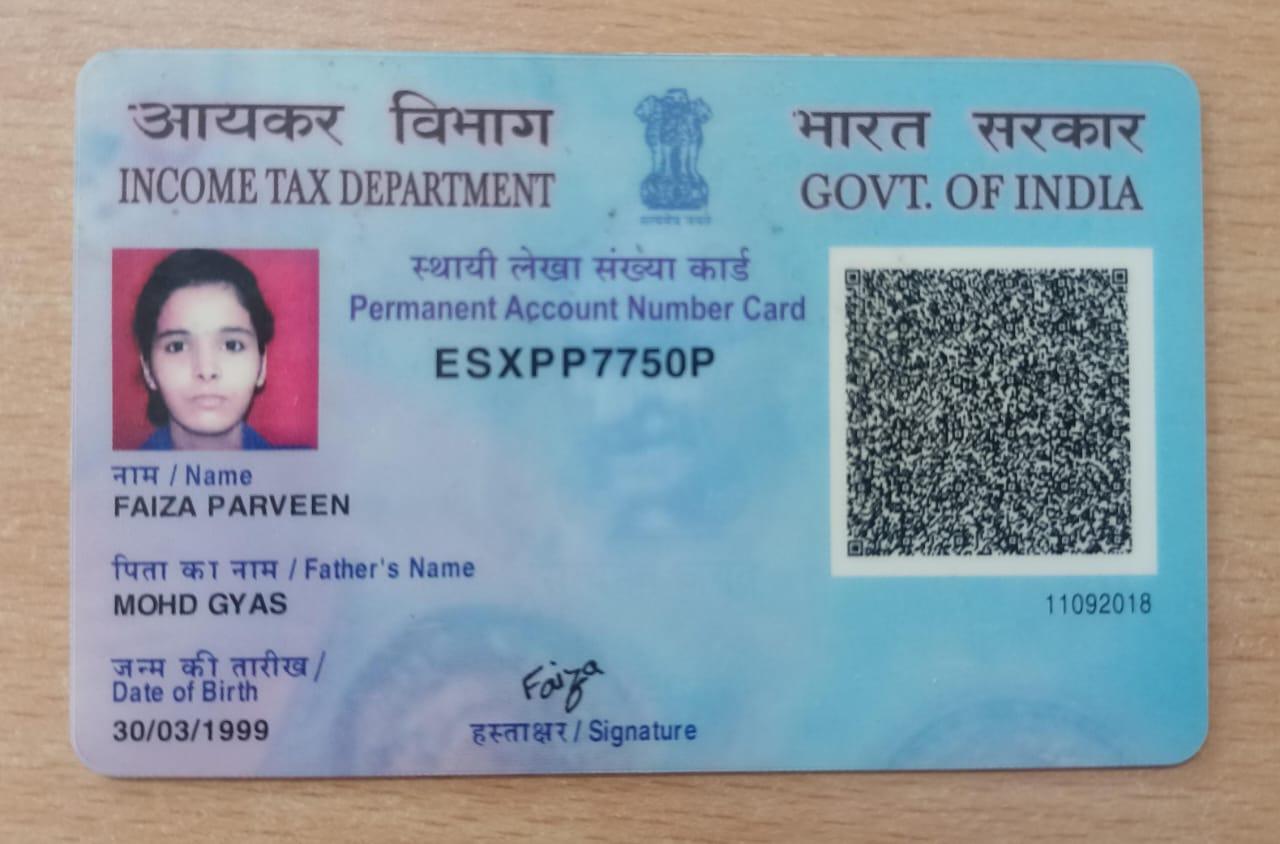 आयकर विभाग
INCOME TAX DEPARTMENT
भारत सरकार
GOVT. OF INDIA
सत्यमेव जयते
स्थायी लेखा संख्या कार्ड
Permanent Account Number Card
ESXPP7750P
नाम / Name
FAIZA PARVEEN
पिता का नाम / Father's Name
MOHD GYAS
जन्म की तारीख /
Date of Birth
30/03/1999
Faiza
हस्ताक्षर / Signature
11092018